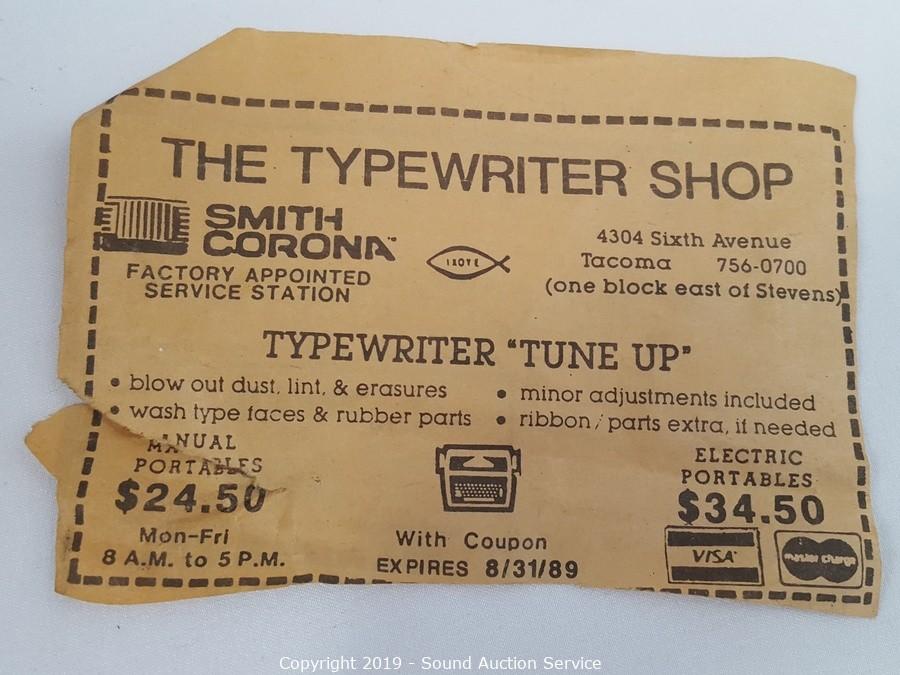 THE TYPEWRITER SHOP
SMITH
CORONA™
FACTORY APPOINTED
SERVICE STATION
4304 Sixth Avenue
Tacoma 756-0700
(one block east of Stevens)
TYPEWRITER "TUNE UP"
• blow out dust, lint, & erasures
• wash type faces & rubber parts
• minor adjustments included
• ribbon / parts extra, if needed
MANUAL
PORTABLES
$24.50
Mon-Fri
8 A.M. to 5 P.M.
With Coupon
EXPIRES 8/31/89
ELECTRIC
PORTABLES
$34.50
VISA
master charge
Copyright 2019 - Sound Auction Service